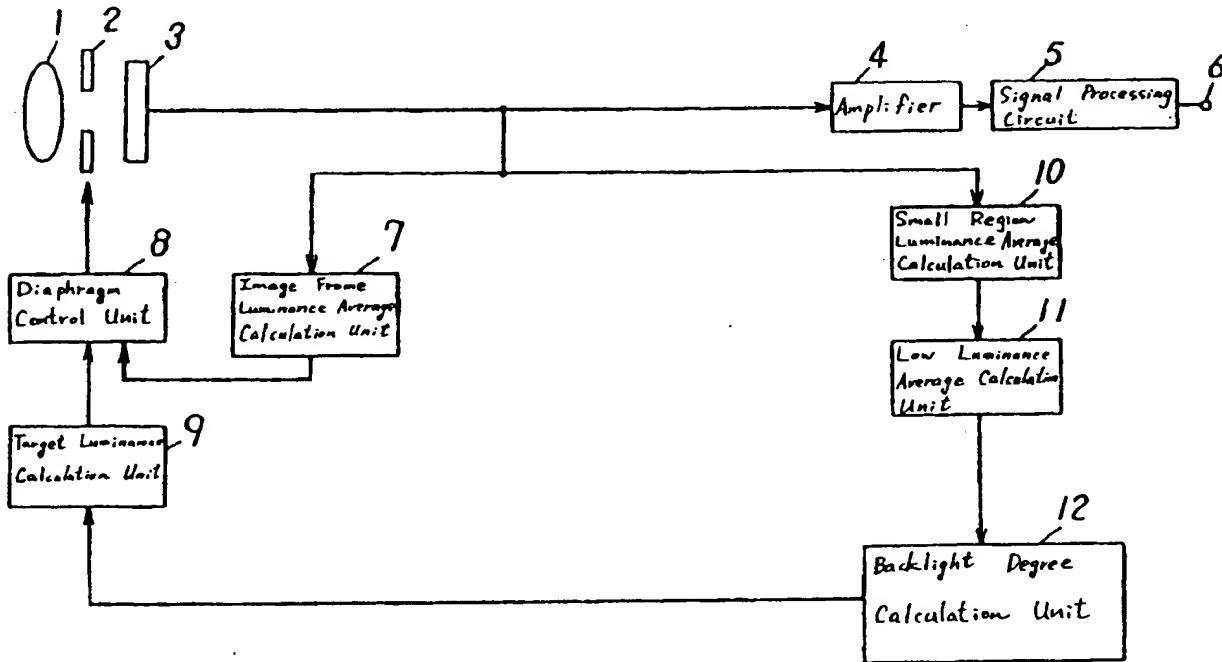 1
2
3
4
5
6
Amplifier
Signal Processing
Circuit
10
Small Region
Luminance Average
Calculation Unit
7
8
Image Frame
Luminance Average
Calculation Unit
Diaphragm
Control Unit
11
Low Luminance
Average Calculation
Unit
9
Target Luminance
Calculation Unit
12
Backlight Degree
Calculation Unit